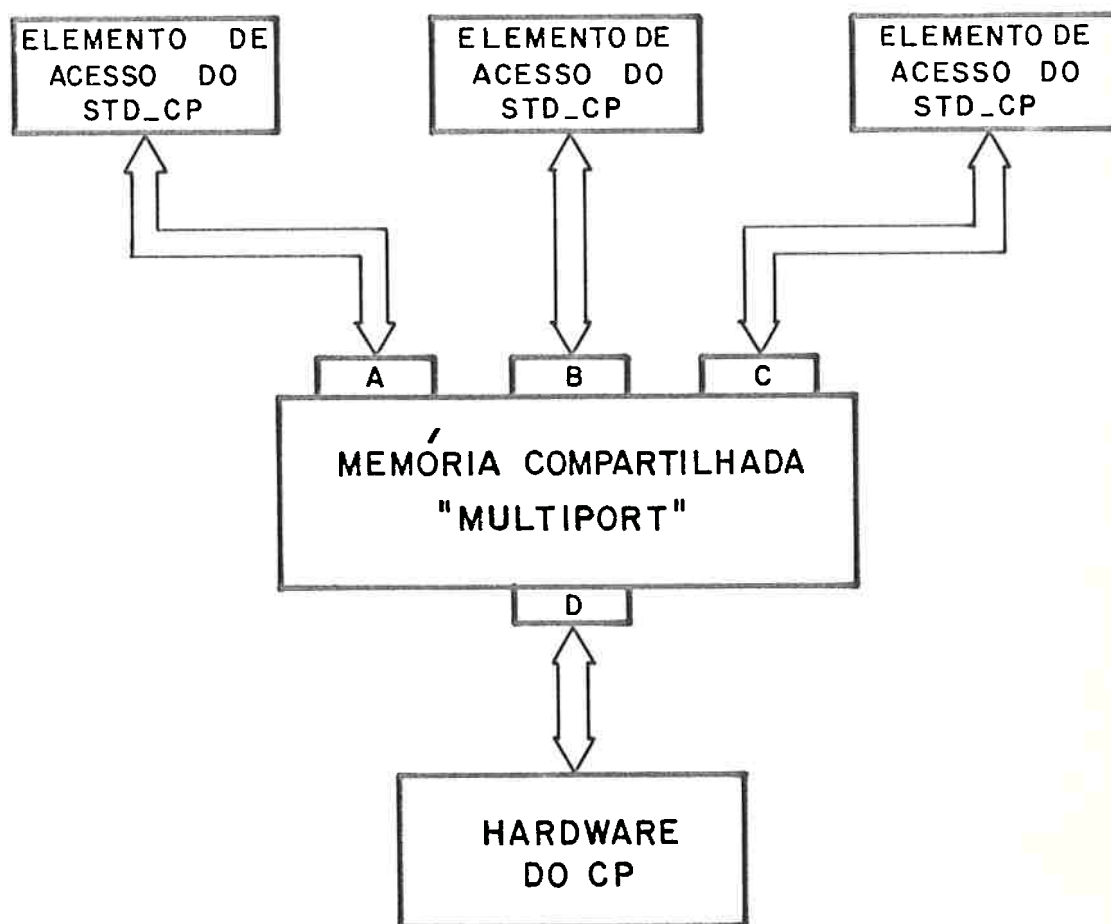 ELEMENTO DE
ACESSO DO
STD_CP
ELEMENTO DE
ACESSO DO
STD_CP
ELEMENTO DE
ACESSO DO
STD_CP
A
B
C
MEMÓRIA COMPARTILHADA
"MULTIPORT"
D
HARDWARE
DO CP